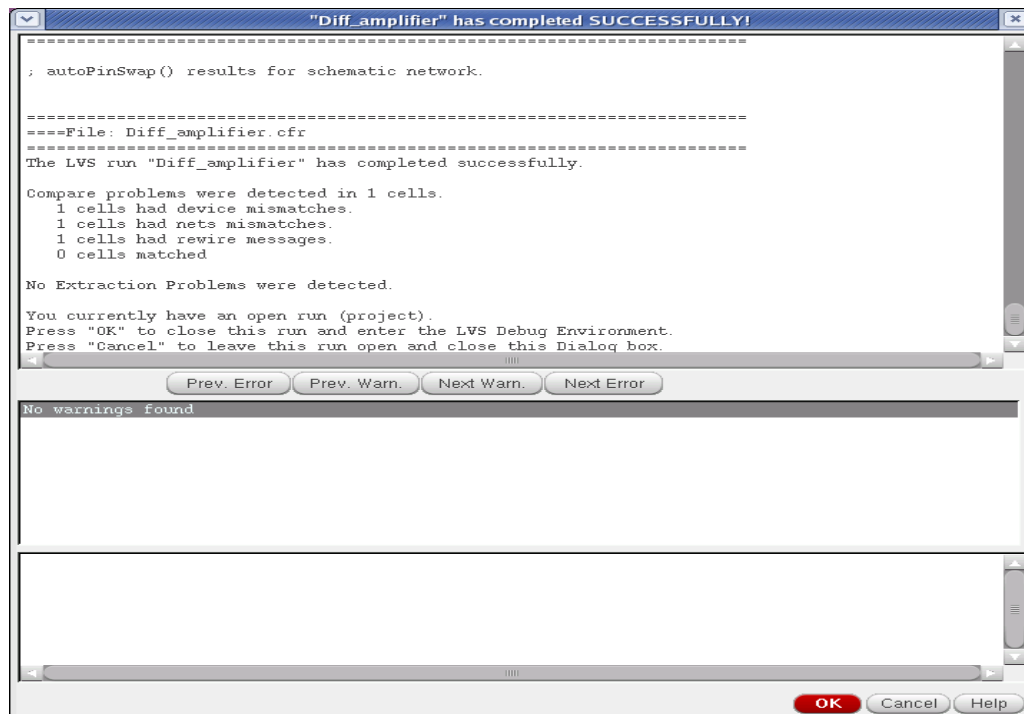 "Diff_amplifier" has completed SUCCESSFULLY!
========================================================================
; autoPinSwap() results for schematic network.
========================================================================
====File: Diff_amplifier.cfr
========================================================================
The LVS run "Diff_amplifier" has completed successfully.
Compare problems were detected in 1 cells.
1 cells had device mismatches.
1 cells had nets mismatches.
1 cells had rewire messages.
0 cells matched
No Extraction Problems were detected.
You currently have an open run (project).
Press "OK" to close this run and enter the LVS Debug Environment.
Press "Cancel" to leave this run open and close this Dialog box.
Prev. Error Prev. Warn. Next Warn. Next Error
No warnings found
OK Cancel Help